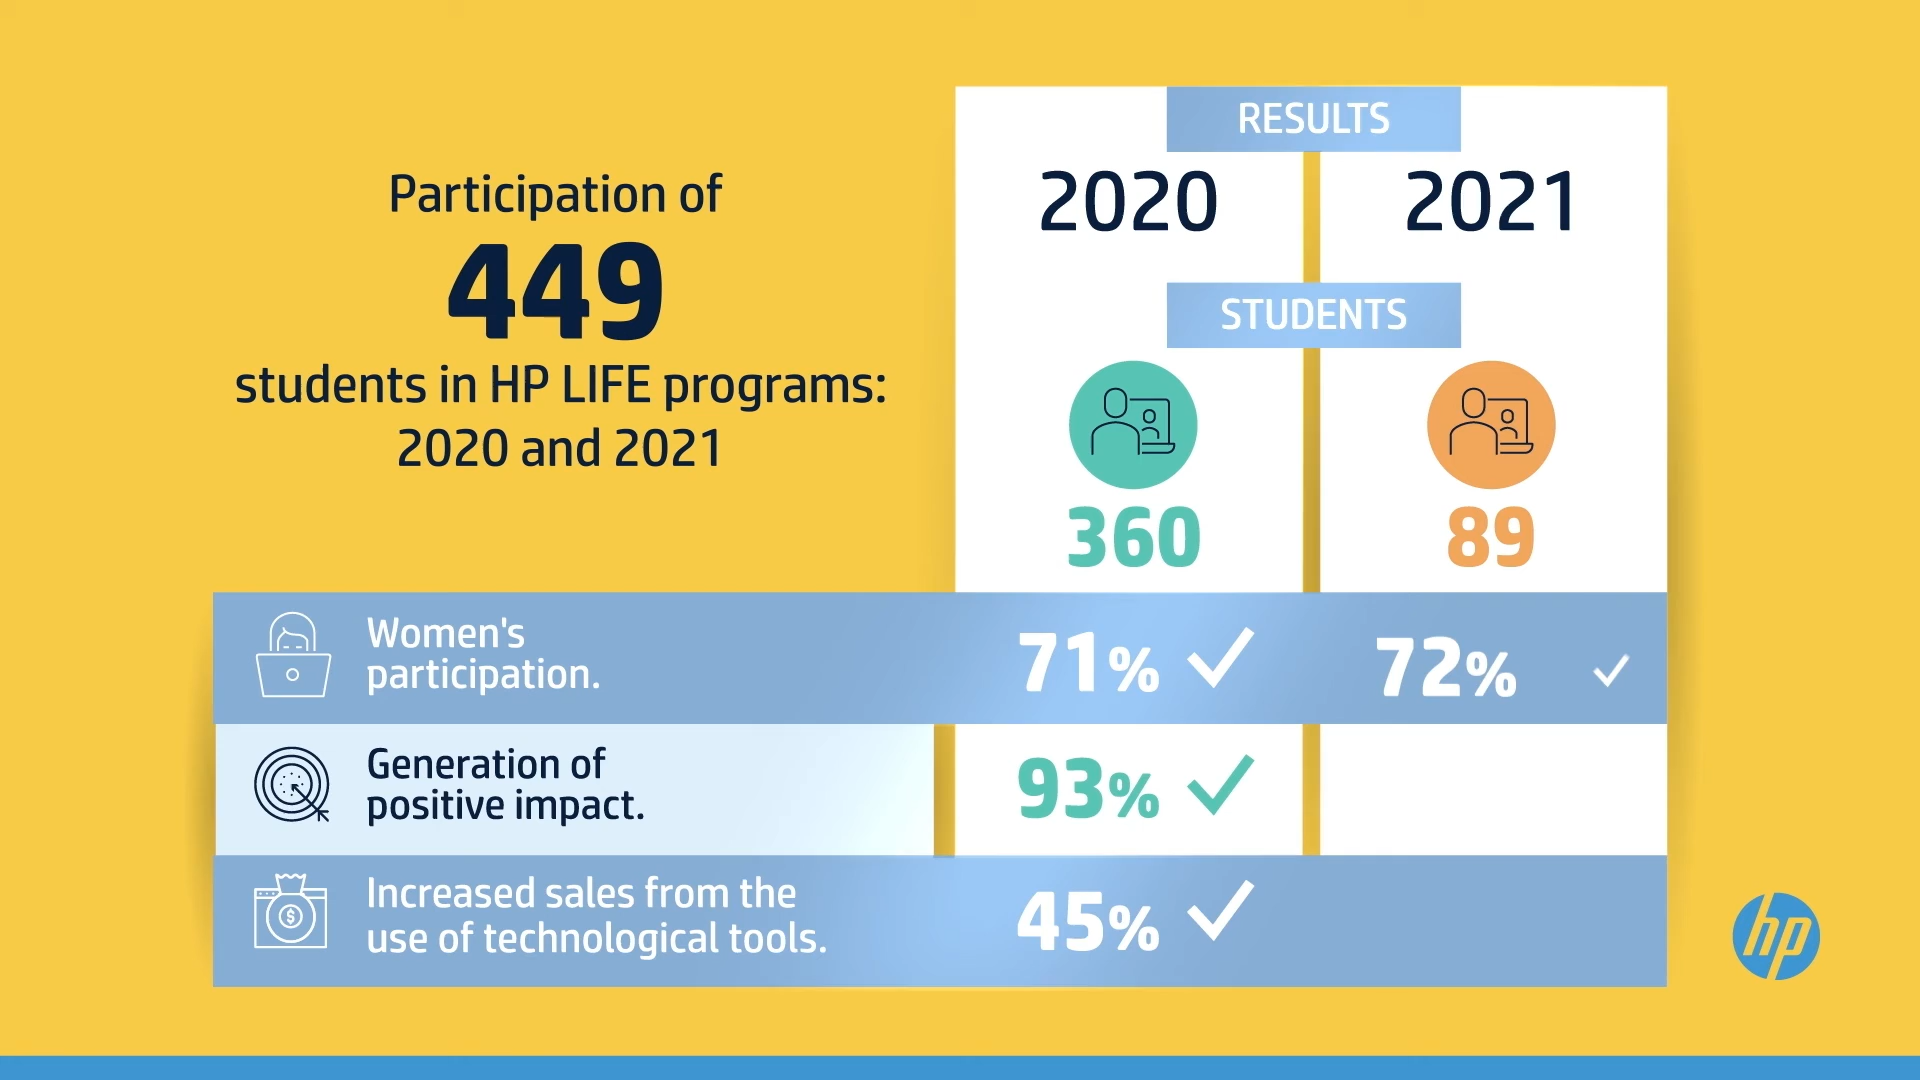 Participation of
449
students in HP LIFE programs:
2020 and 2021
RESULTS
2020
2021
STUDENTS
360
89
Women's
participation.
71%
72%
Generation of
positive impact.
93%
Increased sales from the
use of technological tools.
45%
hp